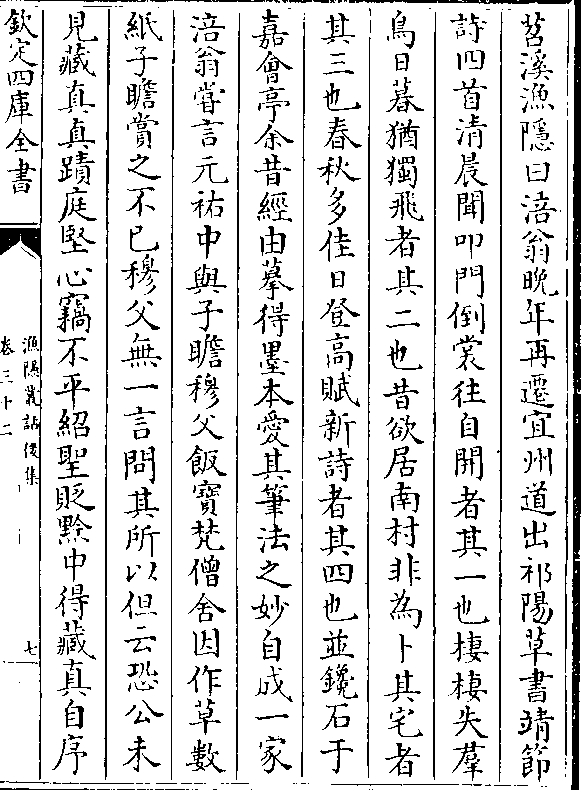 苕溪漁隱曰涪翁晩年再遷宜州道出祁陽草書靖節
詩四首清晨聞叩門倒裳往自開者其一也棲棲失羣
鳥日暮猶獨飛者其二也昔欲居南村非為卜其宅者
其三也春秋多佳日登高賦新詩者其四也並鑱石于
嘉會亭余昔經由摹得墨本愛其筆法之妙自成一家
涪翁嘗言元祐中與子瞻穆父飯寶梵僧舍因作草數
紙子瞻賞之不已穆父無一言問其所以但云恐公未
見藏真真蹟庭堅心竊不平紹聖貶黔中得藏真自序
欽定四庫全書
漁隱叢話後集
卷三十二
七